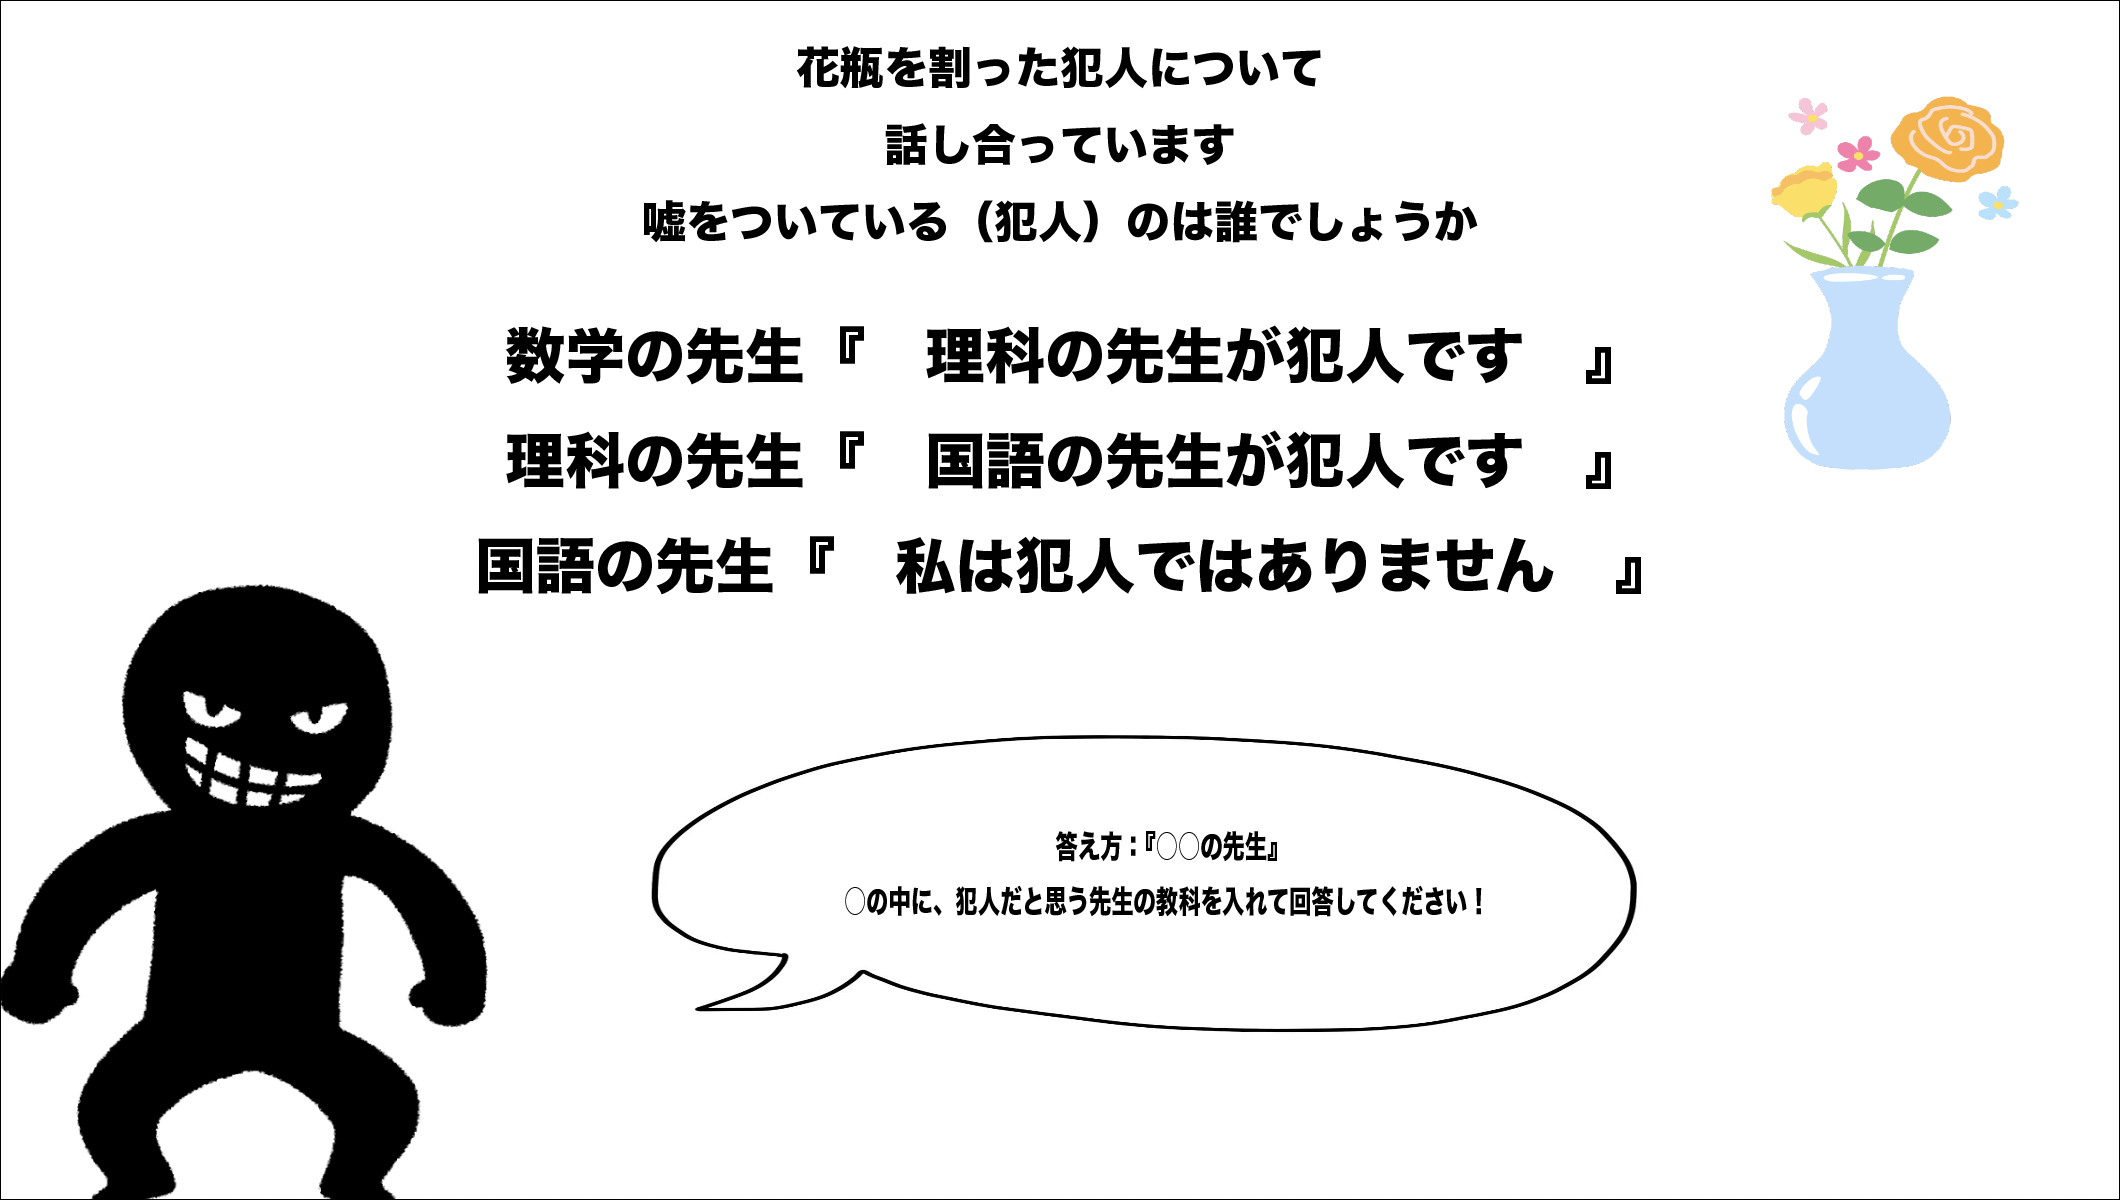 花瓶を割った犯人について
話し合っています
嘘をついている（犯人）のは誰でしょうか
数学の先生『　理科の先生が犯人です　』
理科の先生『　国語の先生が犯人です　』
国語の先生『　私は犯人ではありません　』
答え方：『○○の先生』
○の中に、犯人だと思う先生の教科を入れて回答してください！